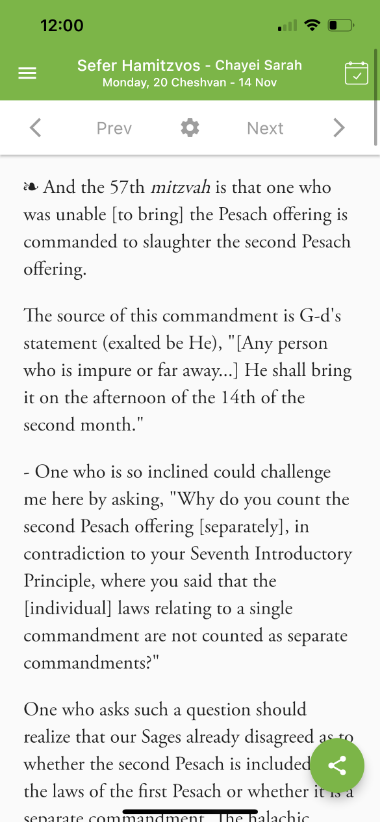 12:00
Sefer Hamitzvos - Chayei Sarah
Monday, 20 Cheshvan - 14 Nov
Prev Next
And the 57th mitzvah is that one who
was unable [to bring] the Pesach offering is
commanded to slaughter the second Pesach
offering.
The source of this commandment is G-d's
statement (exalted be He), "[Any person
who is impure or far away...] He shall bring
it on the afternoon of the 14th of the
second month."
- One who is so inclined could challenge
me here by asking, "Why do you count the
second Pesach offering [separately], in
contradiction to your Seventh Introductory
Principle, where you said that the
[individual] laws relating to a single
commandment are not counted as separate
commandments?"
One who asks such a question should
realize that our Sages already disagreed as to
whether the second Pesach is included
the laws of the first Pesach or whether it is a
separate commandment. The halachic